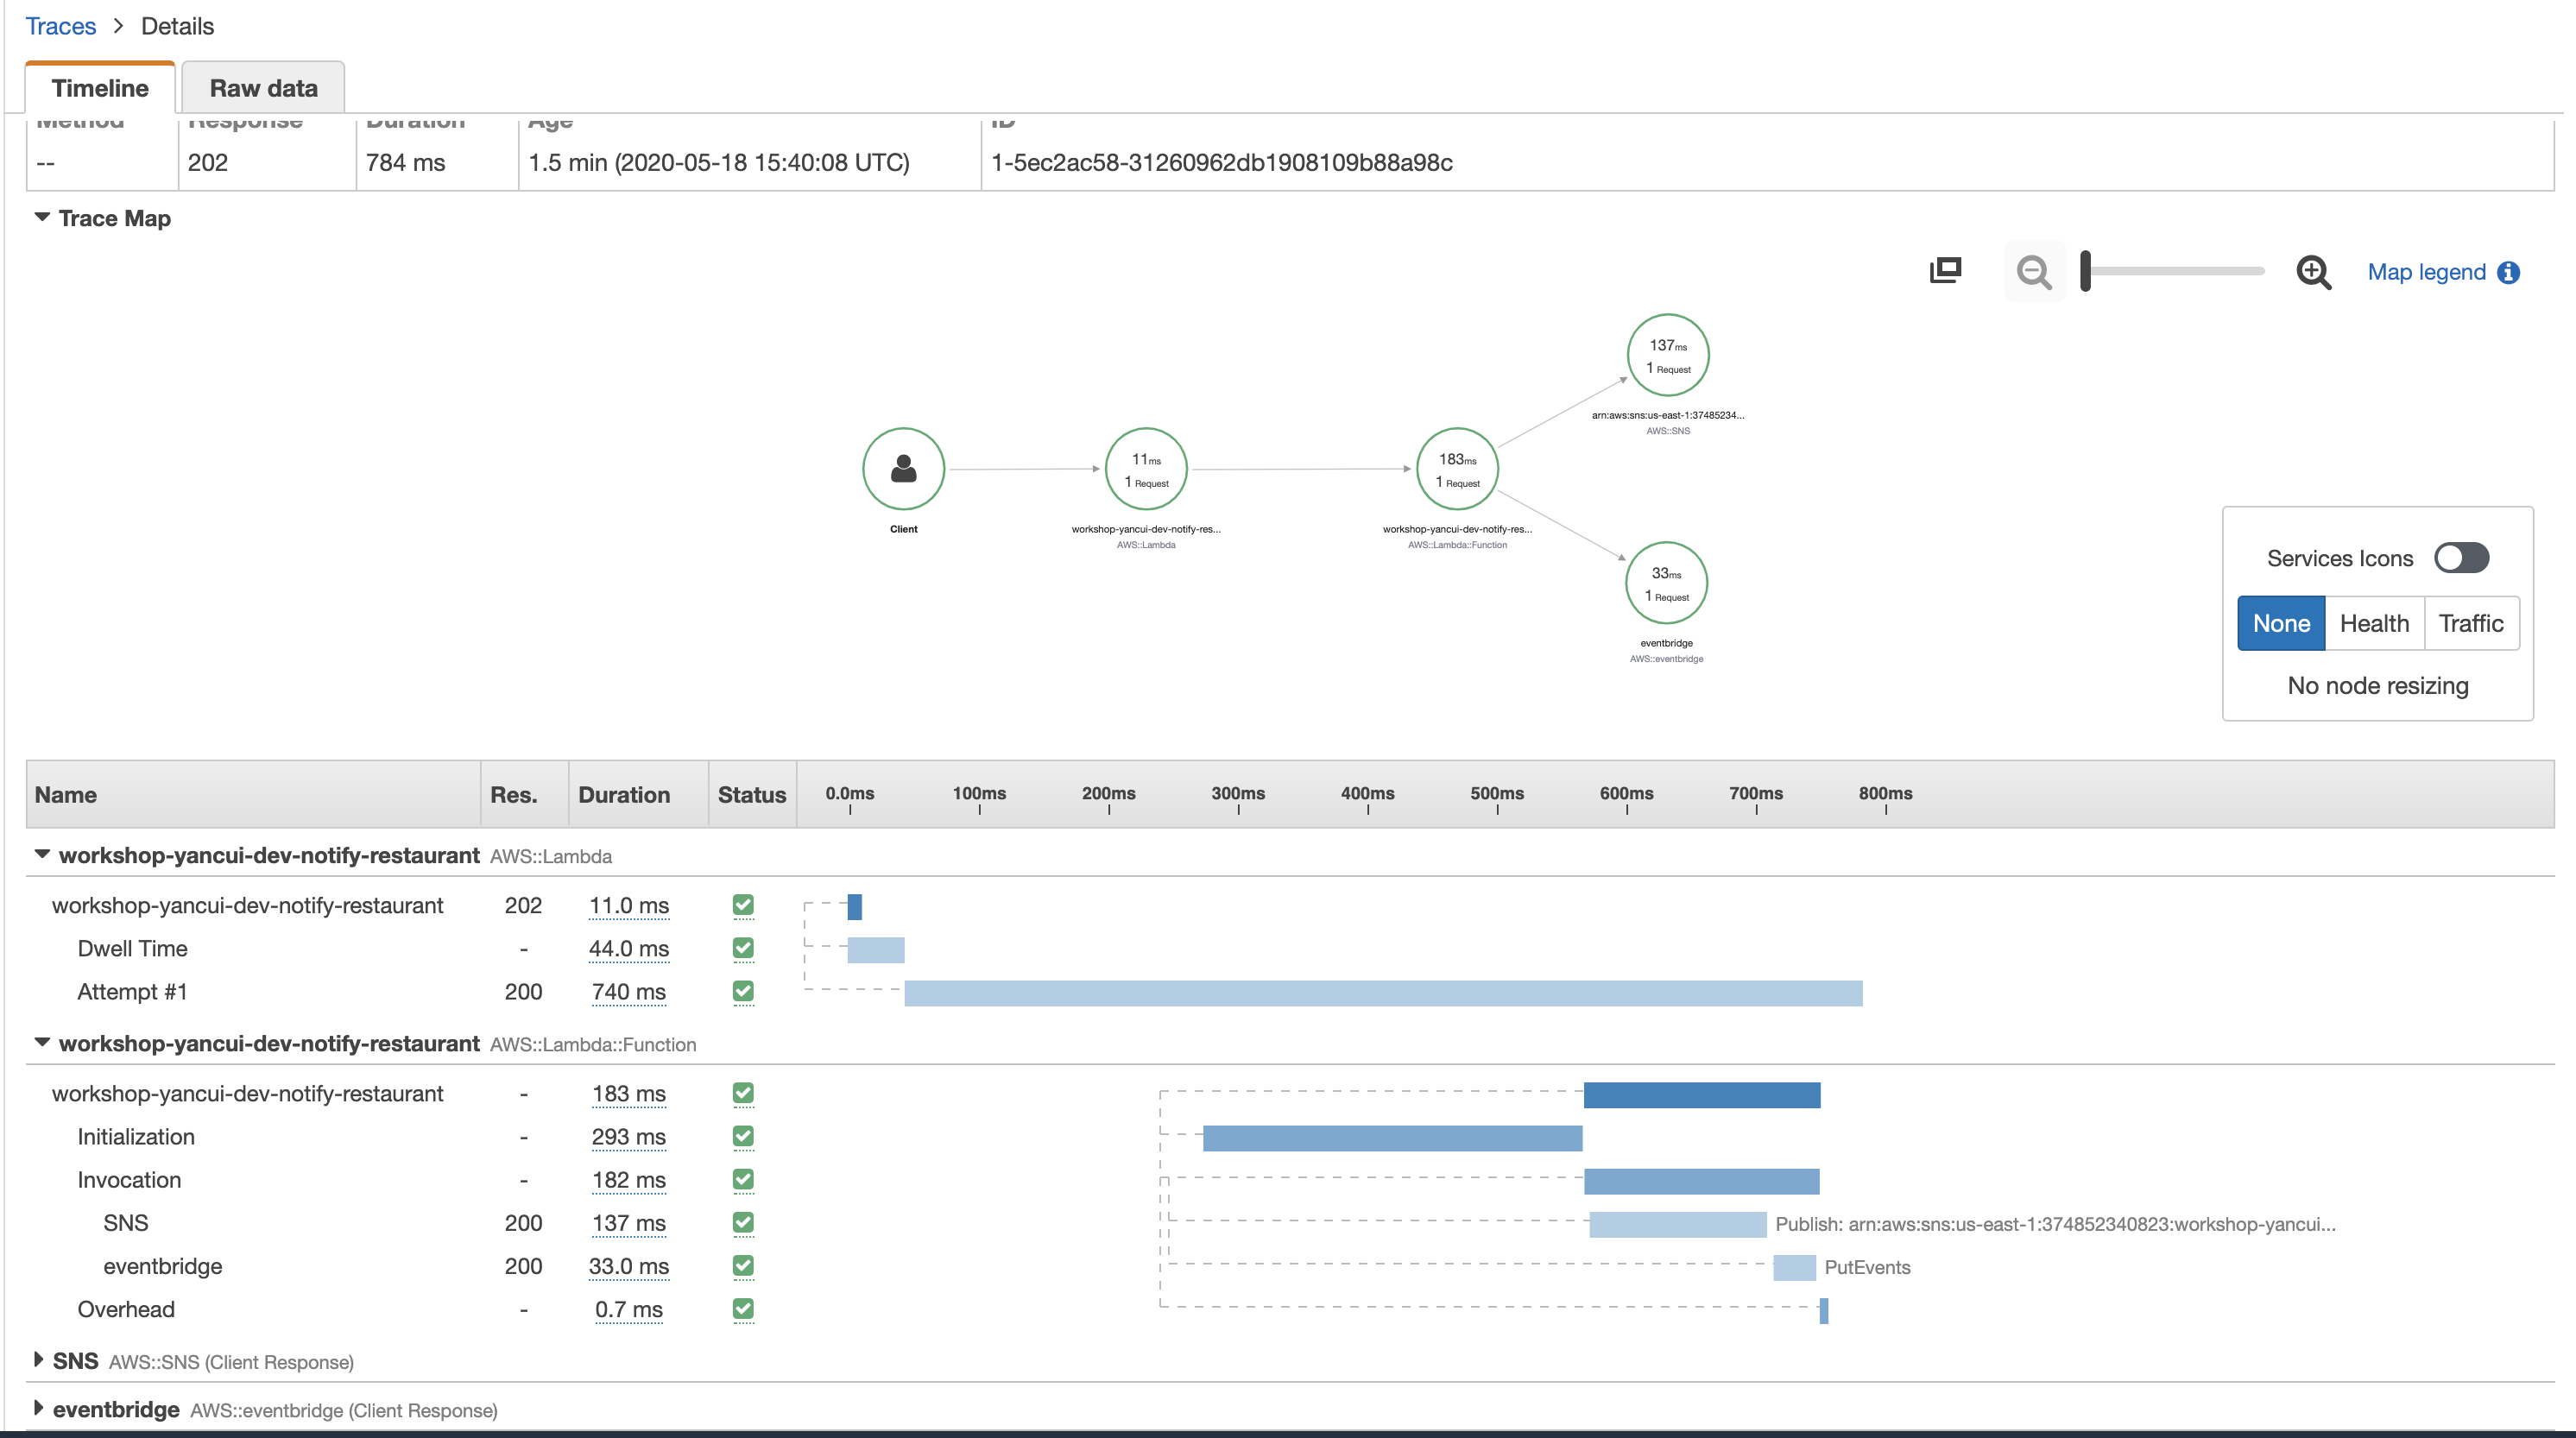 Traces > Details
Timeline Raw data
Method Response Duration Age ID
-- 202 784 ms 1.5 min (2020-05-18 15:40:08 UTC) 1-5ec2ac58-31260962db1908109b88a98c
Trace Map
Map legend
137ms
1 Request
arn:aws:sns:us-east-1:37485234...
AWS::SNS
Client
11ms
1 Request
workshop-yancui-dev-notify-res...
AWS::Lambda
183ms
1 Request
workshop-yancui-dev-notify-res...
AWS::Lambda::Function
33ms
1 Request
eventbridge
AWS::eventbridge
Services Icons
None Health Traffic
No node resizing
Name Res. Duration Status 0.0ms 100ms 200ms 300ms 400ms 500ms 600ms 700ms 800ms
workshop-yancui-dev-notify-restaurant AWS::Lambda
workshop-yancui-dev-notify-restaurant 202 11.0 ms
Dwell Time - 44.0 ms
Attempt #1 200 740 ms
workshop-yancui-dev-notify-restaurant AWS::Lambda::Function
workshop-yancui-dev-notify-restaurant - 183 ms
Initialization - 293 ms
Invocation - 182 ms
SNS 200 137 ms Publish: arn:aws:sns:us-east-1:374852340823:workshop-yancui...
eventbridge 200 33.0 ms PutEvents
Overhead - 0.7 ms
SNS AWS::SNS (Client Response)
eventbridge AWS::eventbridge (Client Response)